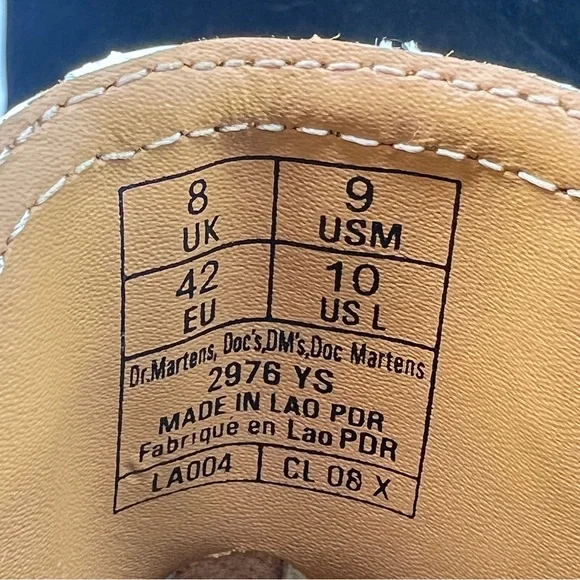 8 UK 9 USM
42 EU 10 US L
Dr.Martens, Doc's,DM's,Doc Martens
2976 YS
MADE IN LAO PDR
Fabrique en Lao PDR
LA004 CL 08 X